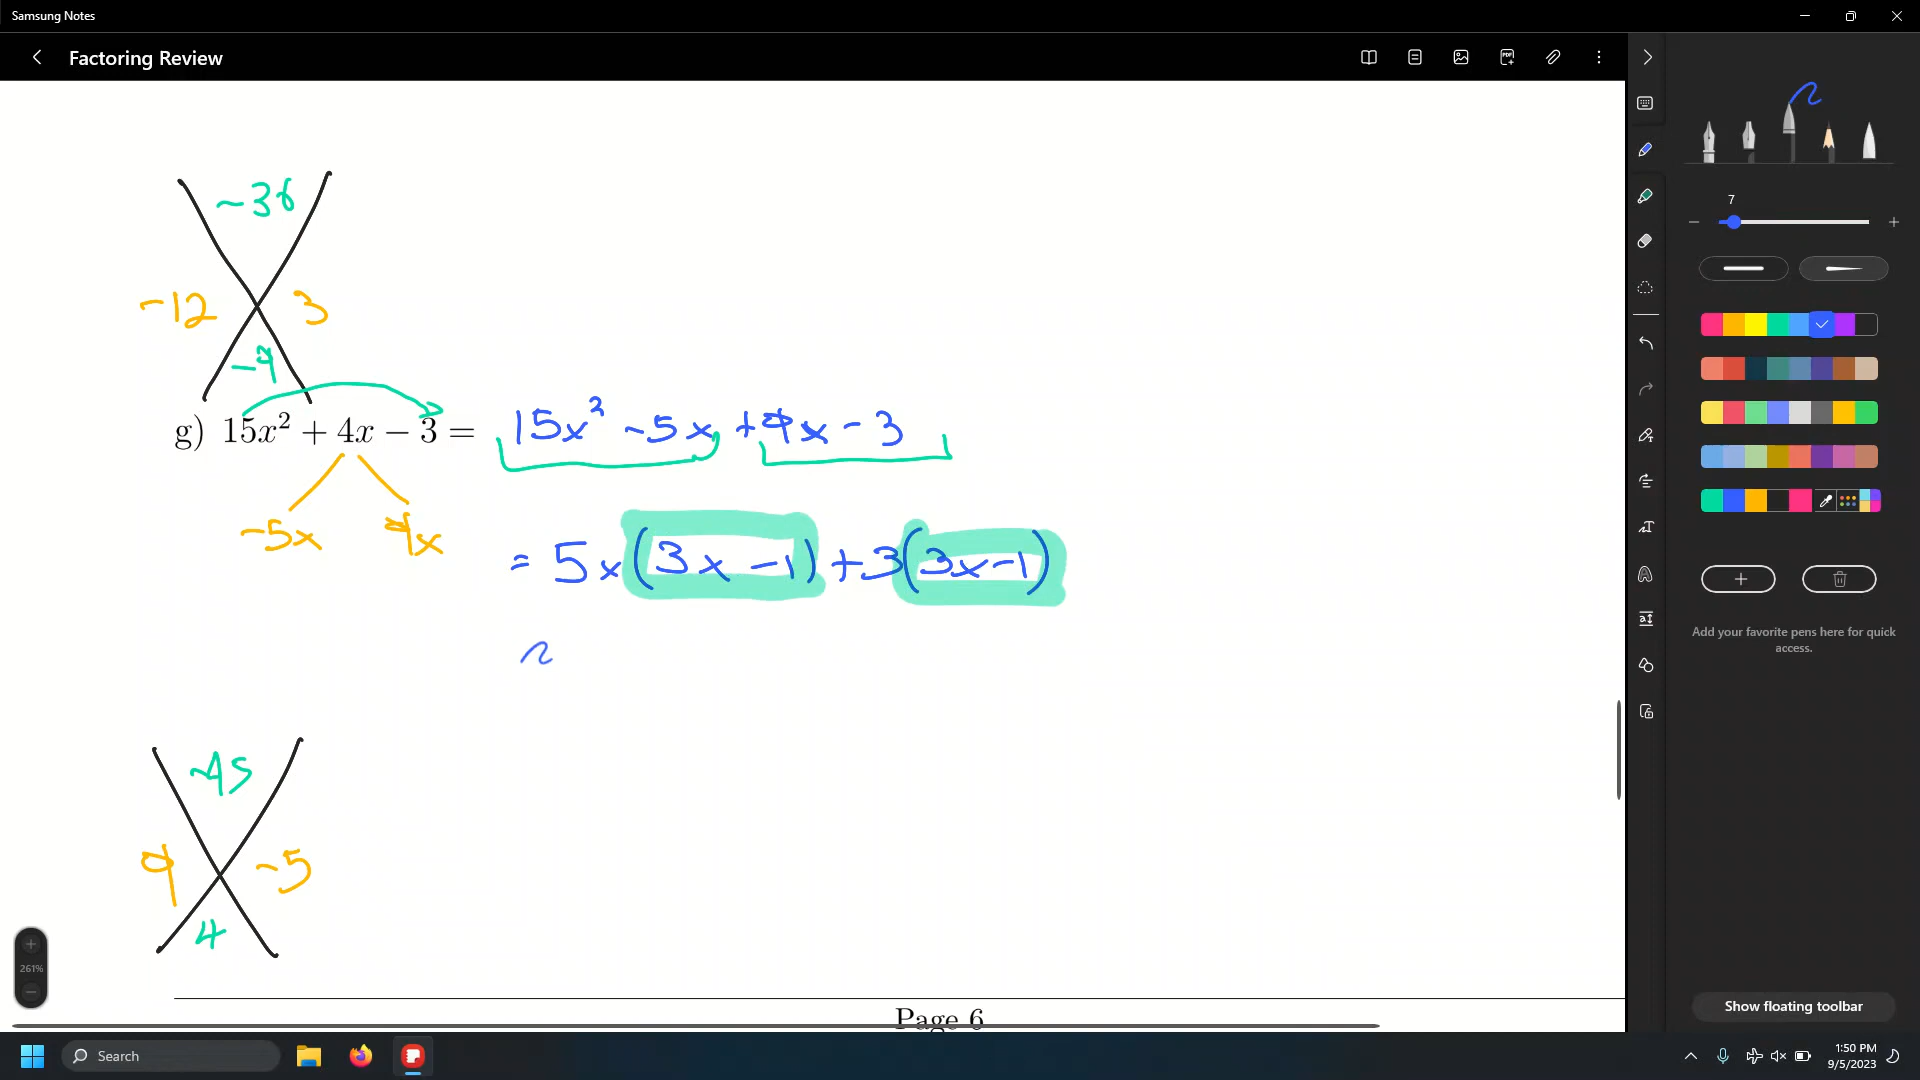 Samsung Notes
Factoring Review
7
-36
-12 3
-4
g) 15x² + 4x − 3 = 15x² -5x +9x - 3
-5x 9x
= 5x(3x -1) + 3(3x-1)
-45
9 -5
4
Page 6
261%
Add your favorite pens here for quick
access.
Show floating toolbar
Search
1:50 PM
9/5/2023